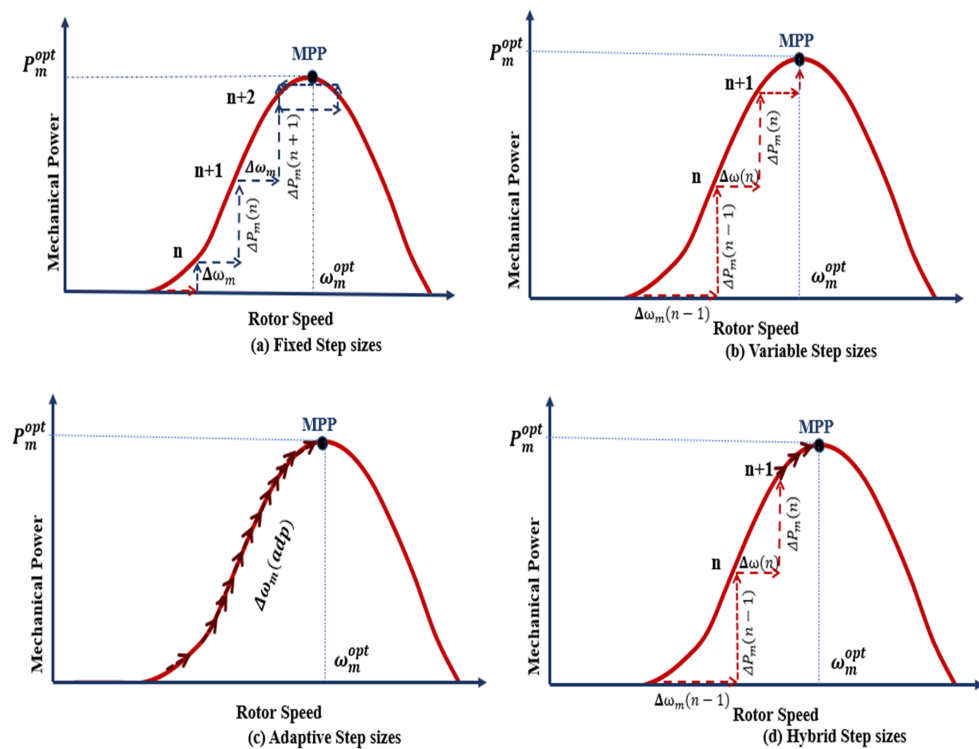 P_m^opt
MPP
n+2
n+1
n
Δω_m
Δω_m
ΔP_m(n)
ΔP_m(n+1)
ω_m^opt
Mechanical Power
Rotor Speed
(a) Fixed Step sizes
P_m^opt
MPP
n+1
n
Δω(n)
ΔP_m(n)
ΔP_m(n−1)
Δω_m(n−1)
ω_m^opt
Mechanical Power
Rotor Speed
(b) Variable Step sizes
P_m^opt
MPP
Δω_m(adp)
ω_m^opt
Mechanical Power
Rotor Speed
(c) Adaptive Step sizes
P_m^opt
MPP
n+1
n
Δω(n)
ΔP_m(n)
ΔP_m(n−1)
Δω_m(n−1)
ω_m^opt
Mechanical Power
Rotor Speed
(d) Hybrid Step sizes